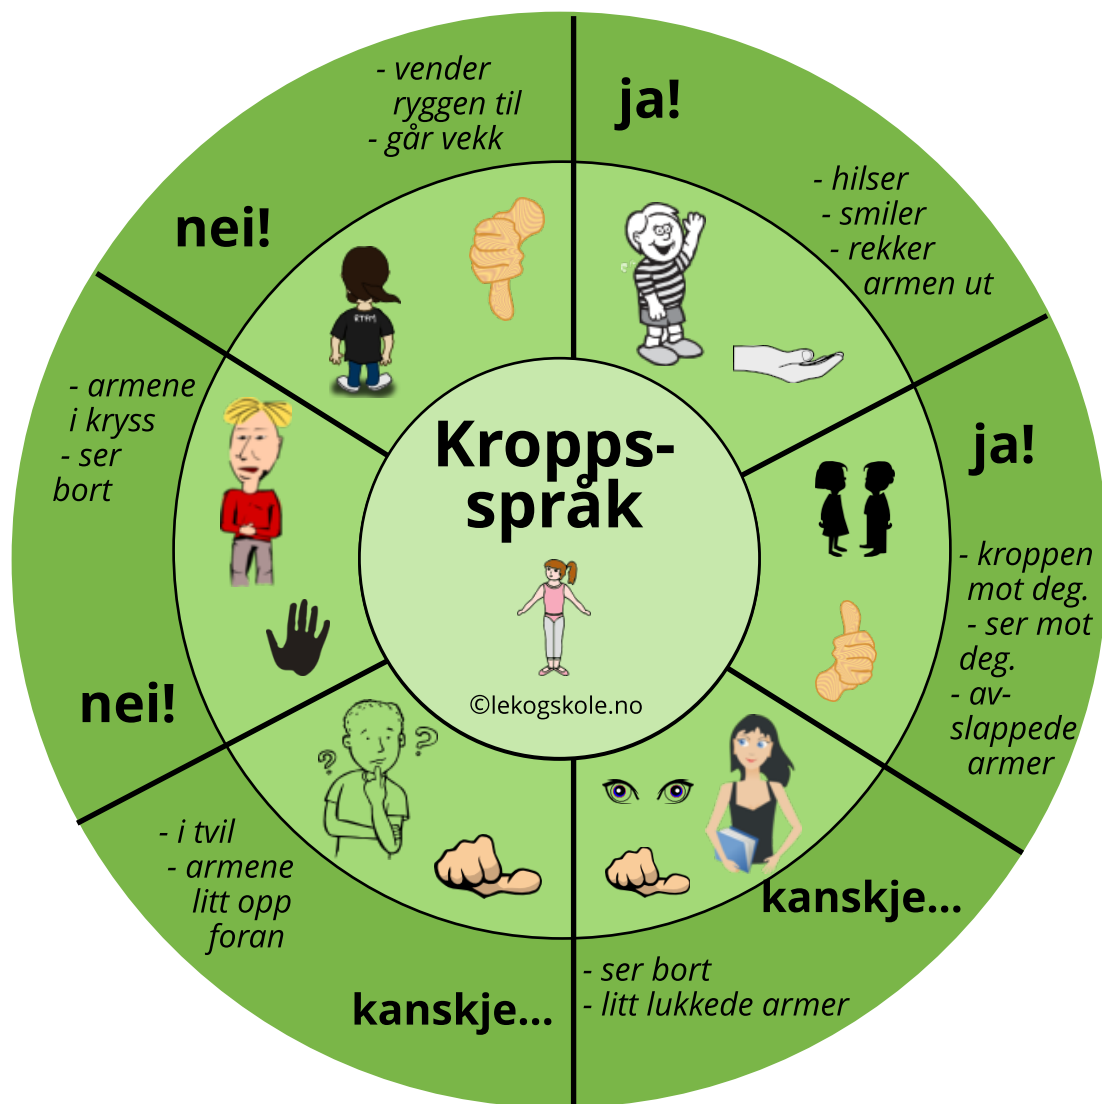 Kropps-
språk
©lekogskole.no
ja!
- hilser
- smiler
- rekker
armen ut
ja!
- kroppen
mot deg.
- ser mot
deg.
- av-
slappede
armer
kanskje...
- ser bort
- litt lukkede armer
- i tvil
- armene
litt opp
foran
kanskje...
- armene
i kryss
- ser
bort
nei!
- vender
ryggen til
- går vekk
nei!